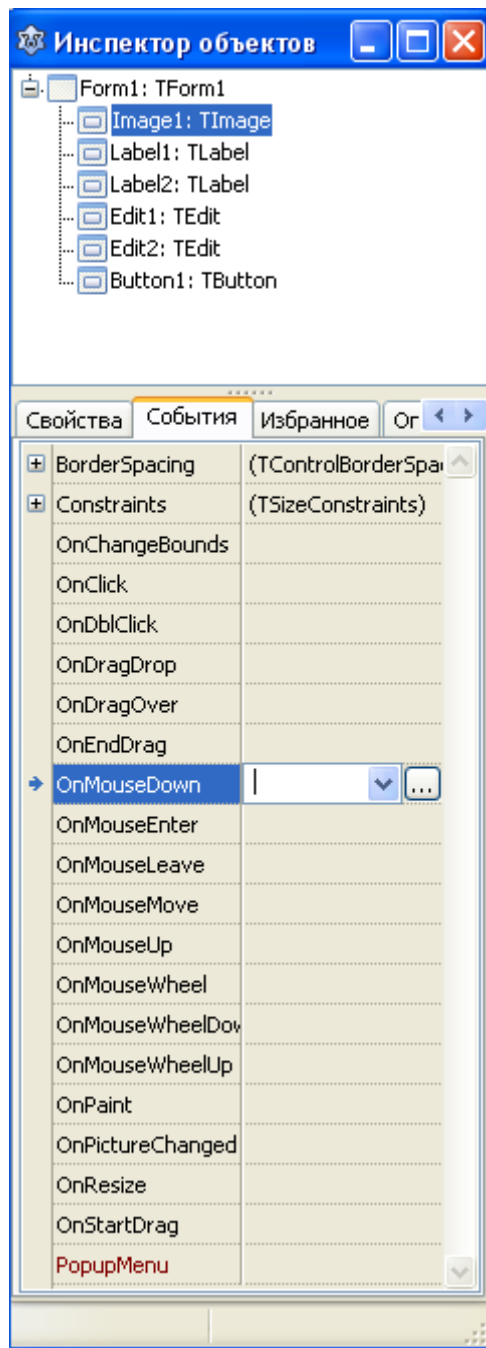 Инспектор объектов
Form1: TForm1
Image1: TImage
Label1: TLabel
Label2: TLabel
Edit1: TEdit
Edit2: TEdit
Button1: TButton
Свойства События Избранное Ог
BorderSpacing (TControlBorderSpa
Constraints (TSizeConstraints)
OnChangeBounds
OnClick
OnDblClick
OnDragDrop
OnDragOver
OnEndDrag
OnMouseDown ...
OnMouseEnter
OnMouseLeave
OnMouseMove
OnMouseUp
OnMouseWheel
OnMouseWheelDow
OnMouseWheelUp
OnPaint
OnPictureChanged
OnResize
OnStartDrag
PopupMenu